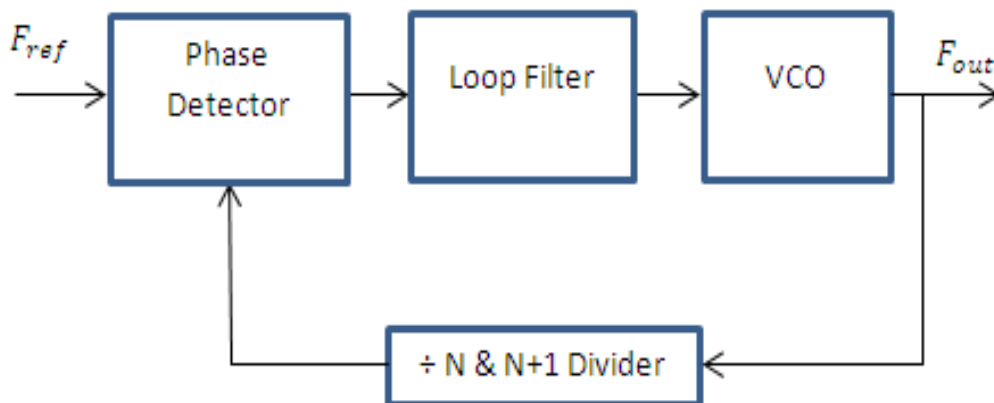 F_ref
Phase
Detector
Loop Filter
VCO
F_out
÷ N & N+1 Divider